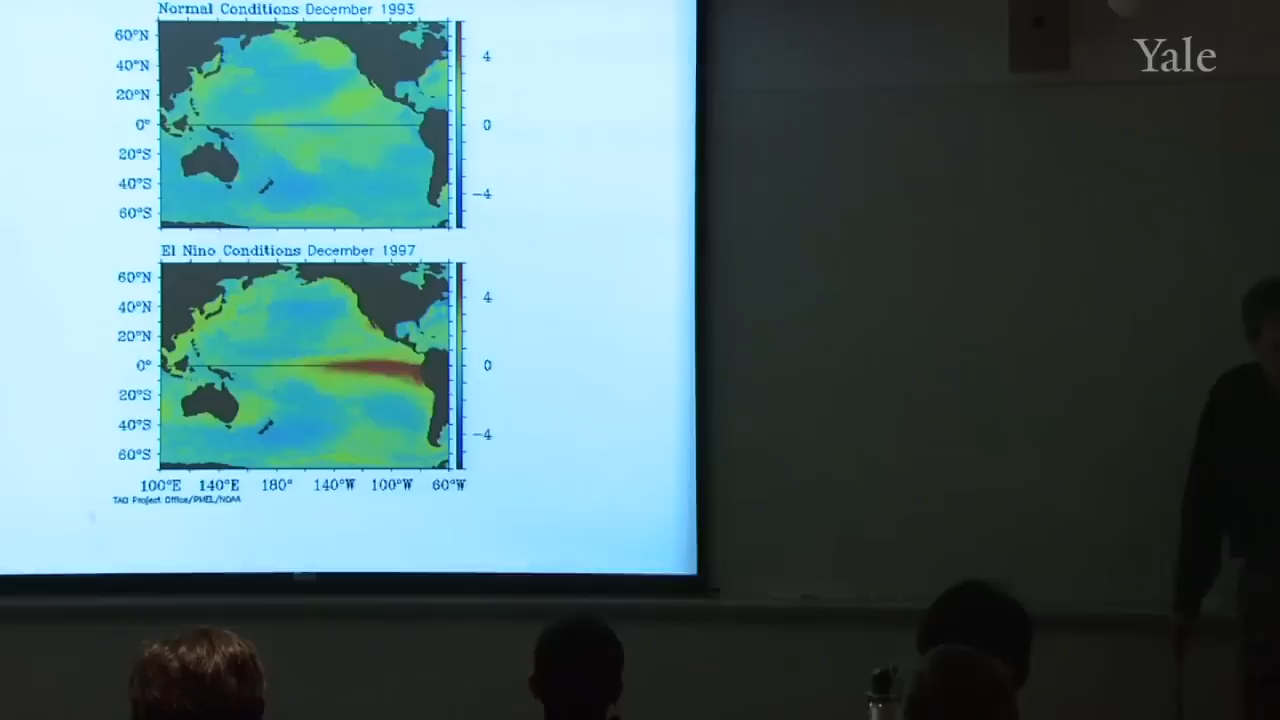 Normal Conditions December 1993
60°N
40°N
20°N
0°
20°S
40°S
60°S
4
0
−4
El Nino Conditions December 1997
60°N
40°N
20°N
0°
20°S
40°S
60°S
4
0
−4
100°E 140°E 180° 140°W 100°W 60°W
TAO Project Office/PMEL/NOAA
Yale